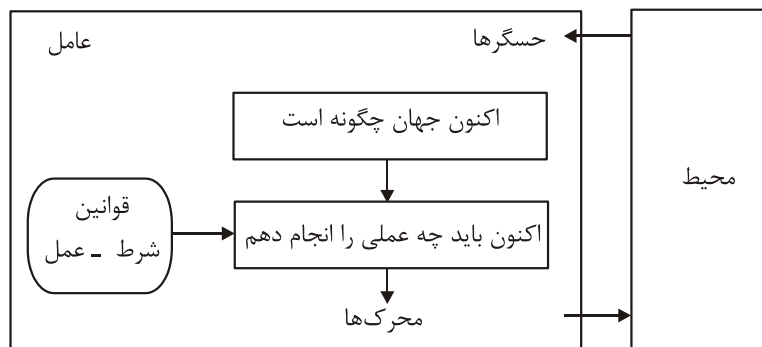 عامل
حسگرها
اکنون جهان چگونه است
محیط
قوانین
شرط - عمل
اکنون باید چه عملی را انجام دهم
محرک‌ها